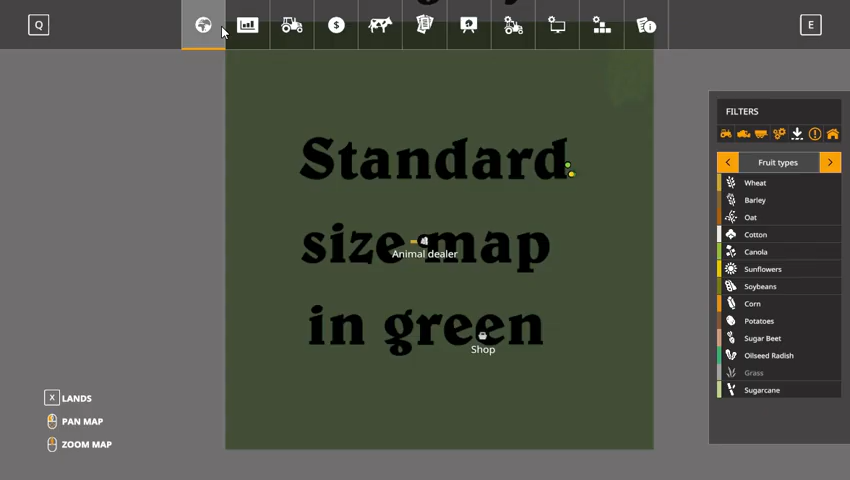 Q
E
$
FILTERS
Fruit types
Wheat
Barley
Oat
Cotton
Canola
Sunflowers
Soybeans
Corn
Potatoes
Sugar Beet
Oilseed Radish
Grass
Sugarcane
Standard
size map
in green
Animal dealer
Shop
X LANDS
PAN MAP
ZOOM MAP